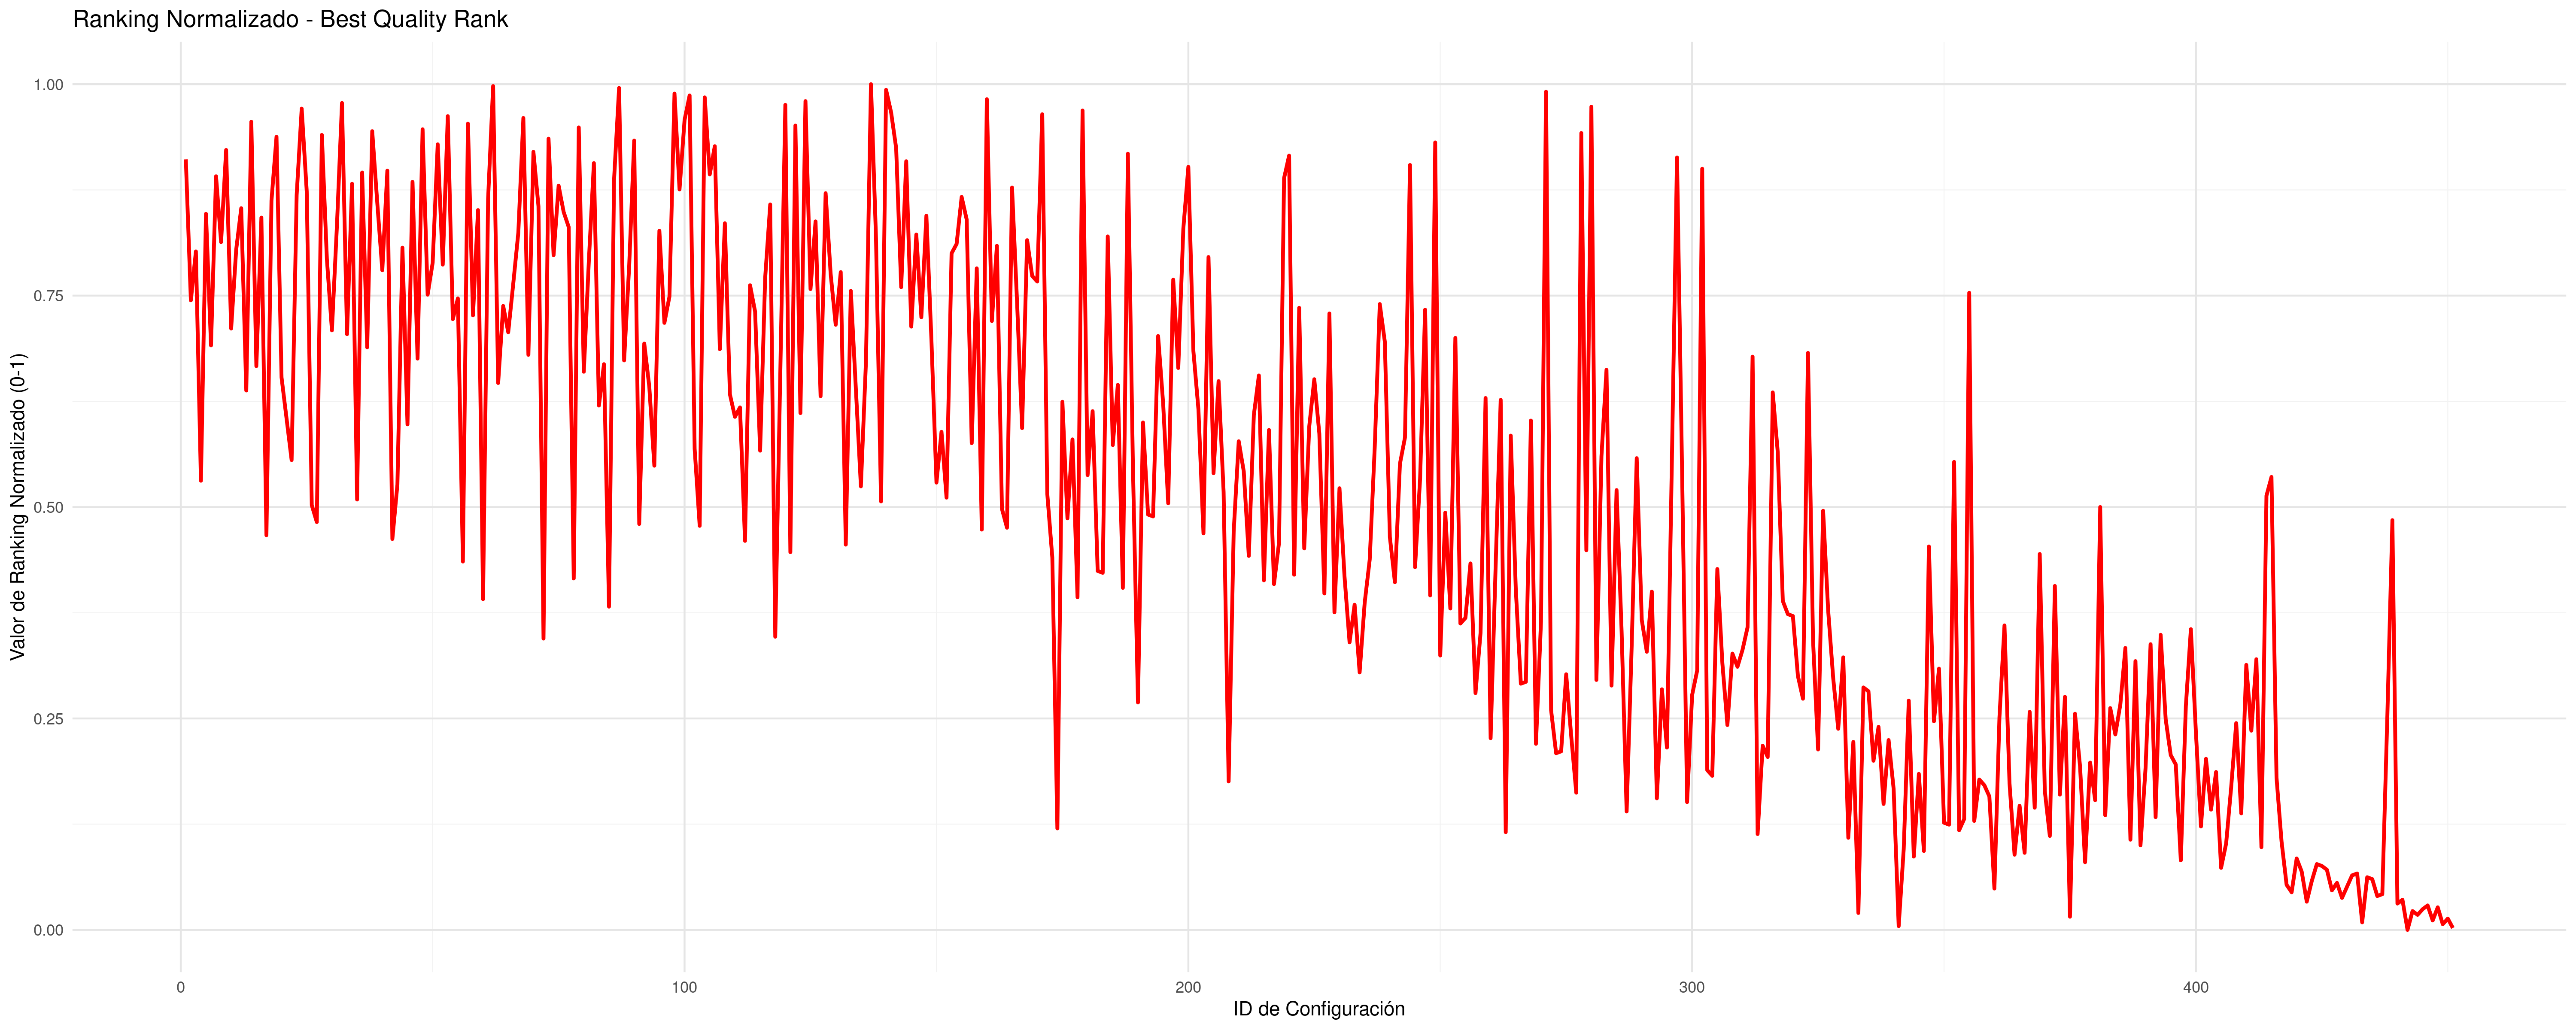 Ranking Normalizado - Best Quality Rank
Valor de Ranking Normalizado (0-1)
1.00
0.75
0.50
0.25
0.00
0 100 200 300 400
ID de Configuración